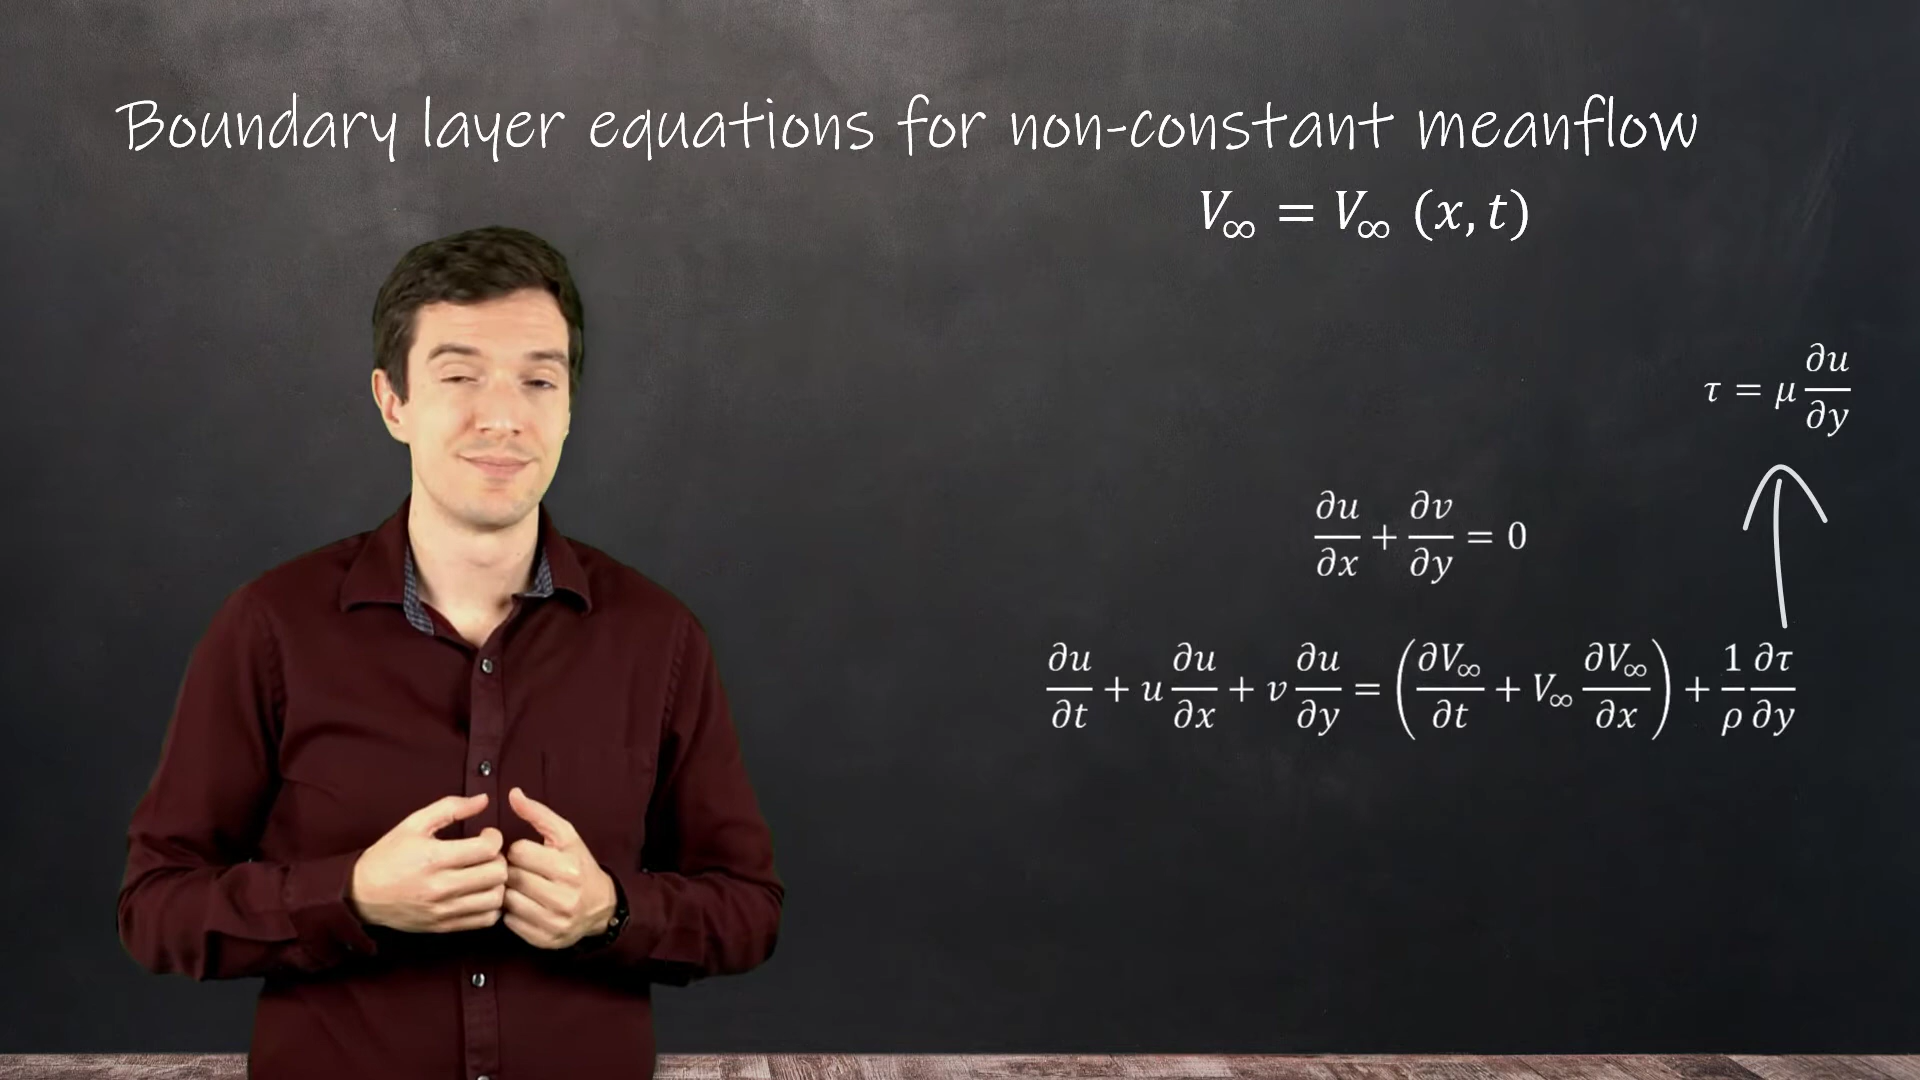 Boundary layer equations for non-constant meanflow
V∞ = V∞ (x, t)
τ = μ ∂u/∂y
∂u/∂x + ∂v/∂y = 0
∂u/∂t + u ∂u/∂x + v ∂u/∂y = (∂V∞/∂t + V∞ ∂V∞/∂x) + 1/ρ ∂τ/∂y